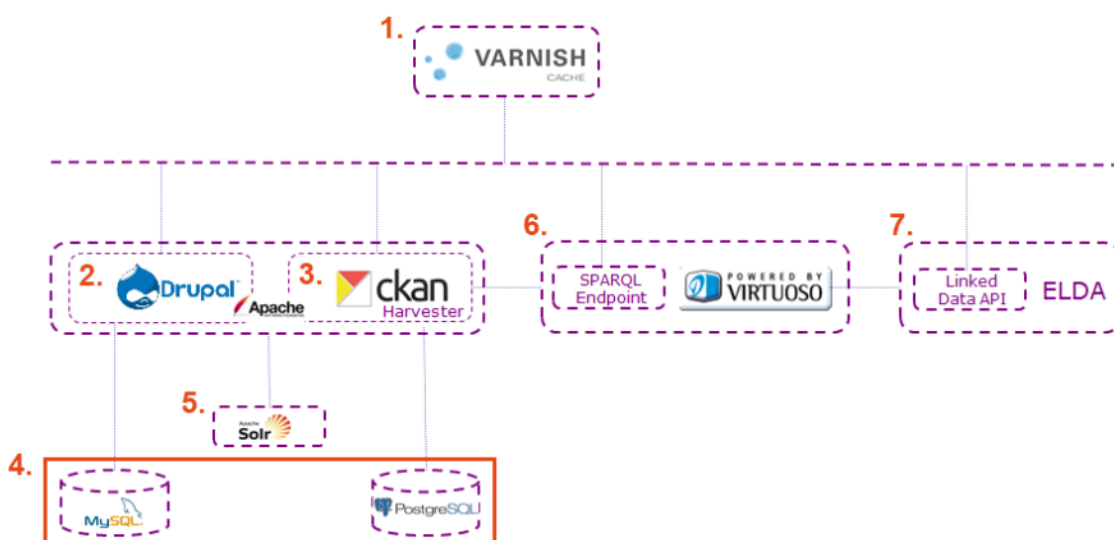 1.
VARNISH
CACHE
2.
Drupal
Apache
3.
ckan
Harvester
6.
SPARQL
Endpoint
POWERED BY
VIRTUOSO
7.
Linked
Data API
ELDA
5.
Apache
Solr
4.
MySQL
PostgreSQL